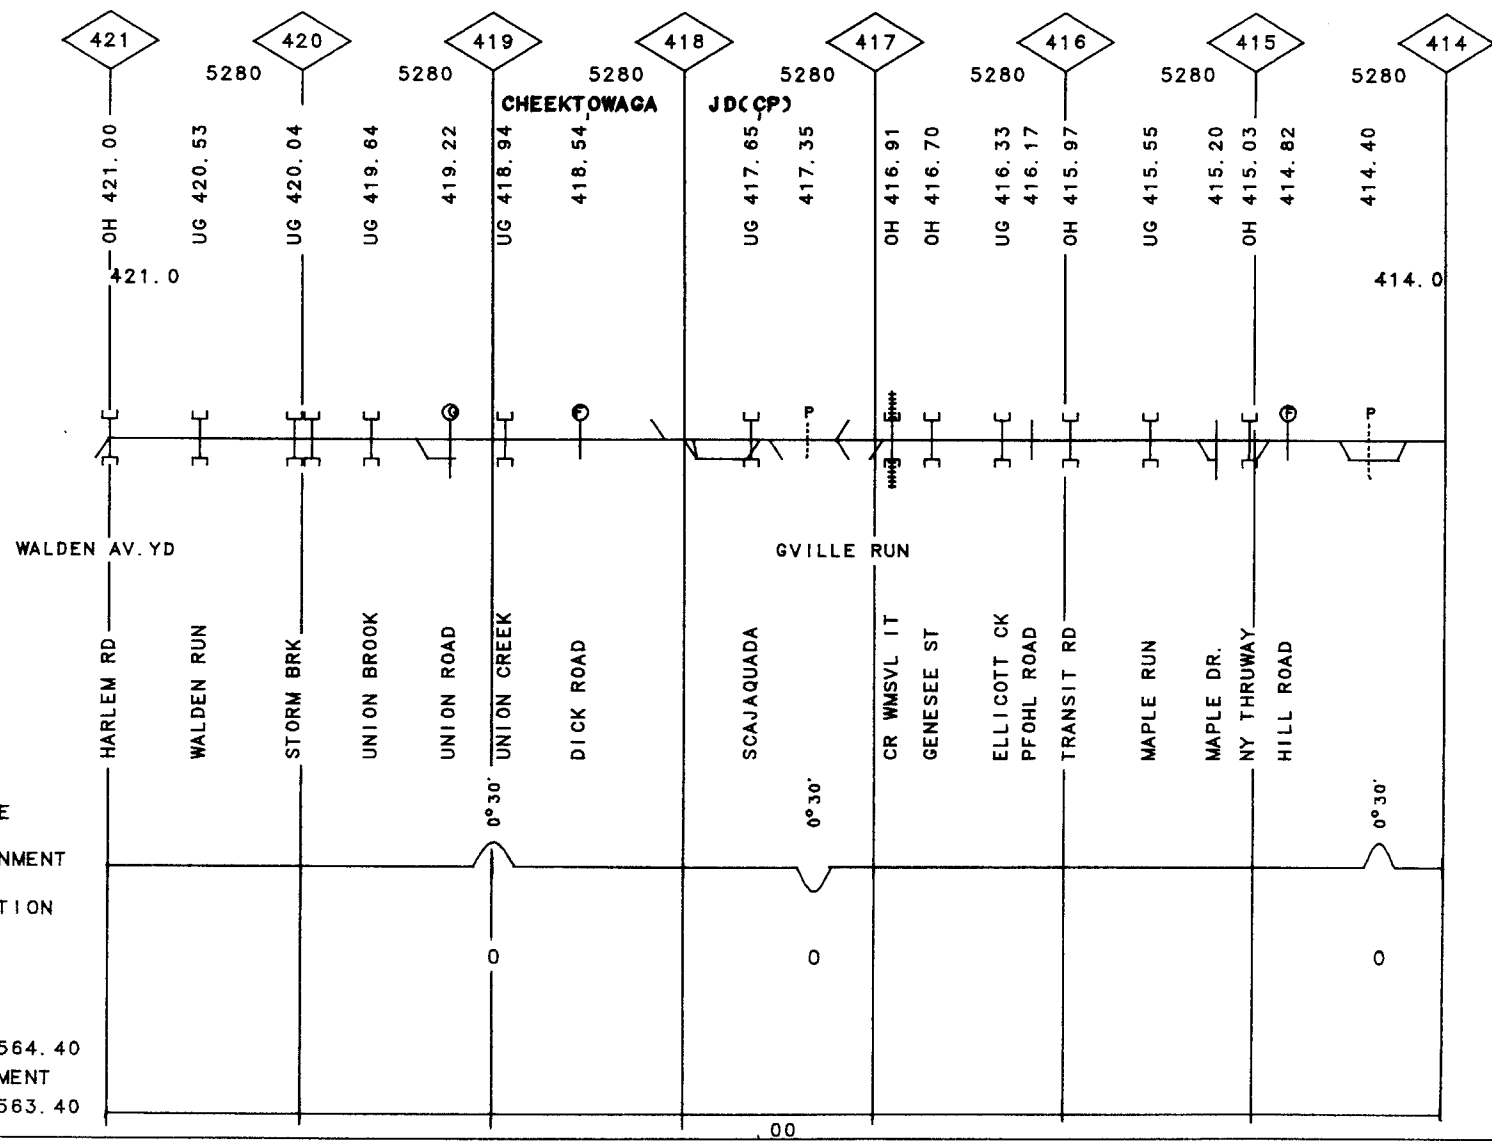 421 420 419 418 417 416 415 414
5280 5280 5280 5280 5280 5280 5280
CHEEKTOWAGA JD(CP)
OH 421.00
UG 420.53
UG 420.04
UG 419.64
419.22
UG 418.94
418.54
UG 417.65
417.35
OH 416.91
OH 416.70
UG 416.33
416.17
OH 415.97
UG 415.55
415.20
OH 415.03
414.82
414.40
421.0 414.0
F P F P
WALDEN AV.YD GVILLE RUN
HARLEM RD
WALDEN RUN
STORM BRK
UNION BROOK
UNION ROAD
UNION CREEK
DICK ROAD
SCAJAQUADA
CR WMSVL IT
GENESEE ST
ELLICOTT CK
PFOHL ROAD
TRANSIT RD
MAPLE RUN
MAPLE DR.
NY THRUWAY
HILL ROAD
0°30' 0°30' 0°30'
E
NMENT
TION
0 0 0
564.40
MENT
563.40
00